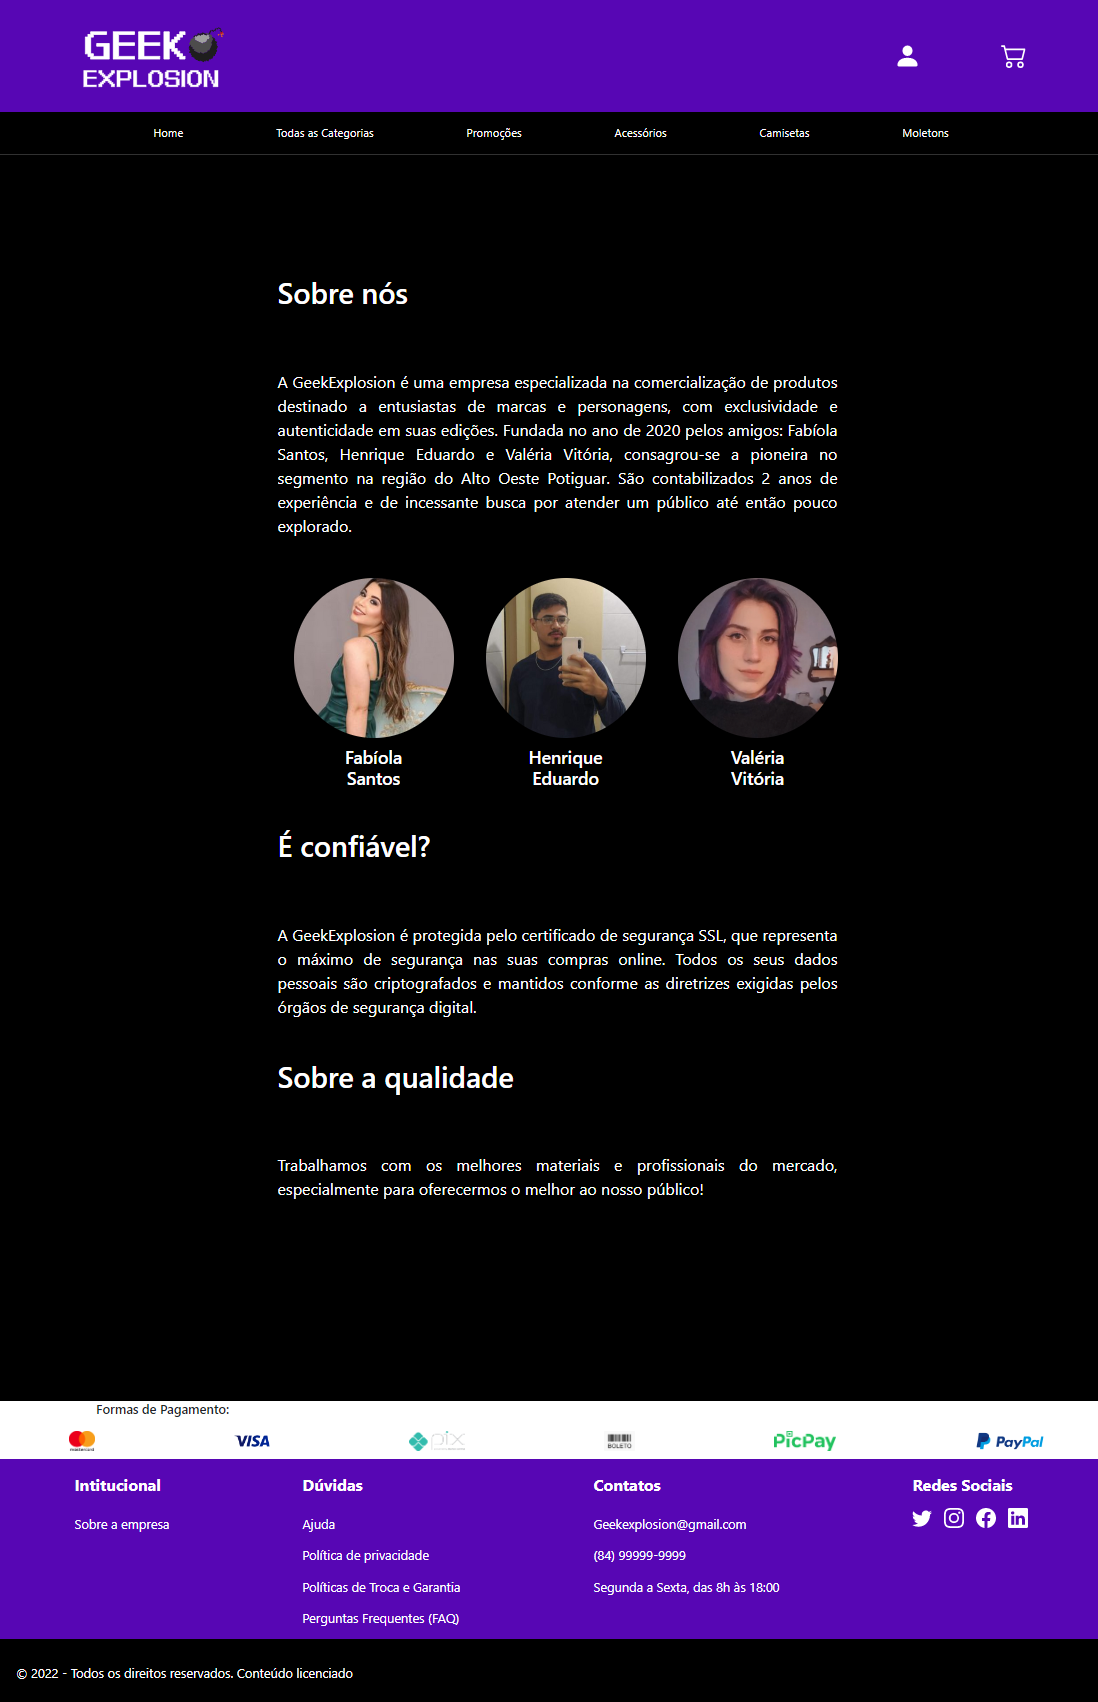 GEEK
EXPLOSION
Home
Todas as Categorias
Promoções
Acessórios
Camisetas
Moletons
Sobre nós
A GeekExplosion é uma empresa especializada na comercialização de produtos
destinado a entusiastas de marcas e personagens, com exclusividade e
autenticidade em suas edições. Fundada no ano de 2020 pelos amigos: Fabíola
Santos, Henrique Eduardo e Valéria Vitória, consagrou-se a pioneira no
segmento na região do Alto Oeste Potiguar. São contabilizados 2 anos de
experiência e de incessante busca por atender um público até então pouco
explorado.
Fabíola
Santos
Henrique
Eduardo
Valéria
Vitória
É confiável?
A GeekExplosion é protegida pelo certificado de segurança SSL, que representa
o máximo de segurança nas suas compras online. Todos os seus dados
pessoais são criptografados e mantidos conforme as diretrizes exigidas pelos
órgãos de segurança digital.
Sobre a qualidade
Trabalhamos com os melhores materiais e profissionais do mercado,
especialmente para oferecermos o melhor ao nosso público!
Formas de Pagamento:
mastercard
VISA
pix
BOLETO
PicPay
PayPal
Intitucional
Sobre a empresa
Dúvidas
Ajuda
Política de privacidade
Políticas de Troca e Garantia
Perguntas Frequentes (FAQ)
Contatos
Geekexplosion@gmail.com
(84) 99999-9999
Segunda a Sexta, das 8h às 18:00
Redes Sociais
© 2022 - Todos os direitos reservados. Conteúdo licenciado